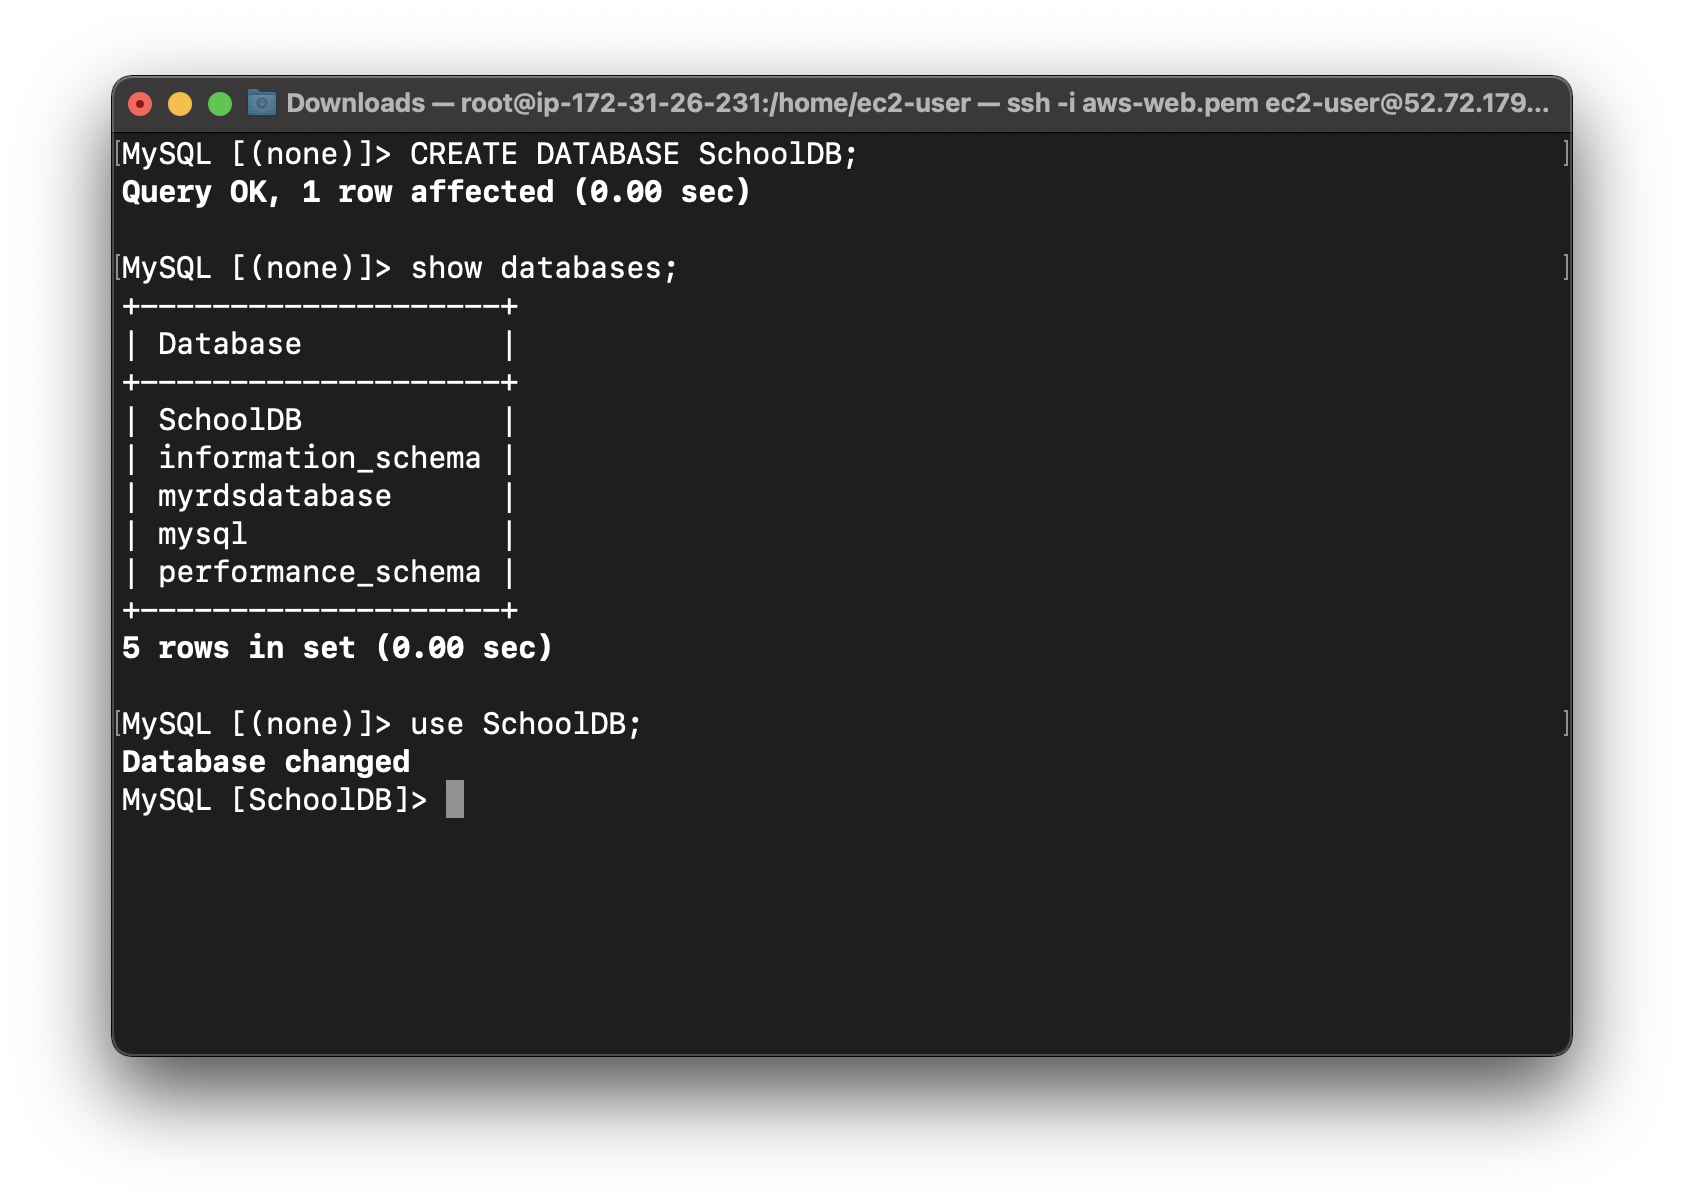 Downloads — root@ip-172-31-26-231:/home/ec2-user — ssh -i aws-web.pem ec2-user@52.72.179...
[MySQL [(none)]> CREATE DATABASE SchoolDB; ]
Query OK, 1 row affected (0.00 sec)
[MySQL [(none)]> show databases; ]
+--------------------+
| Database           |
+--------------------+
| SchoolDB           |
| information_schema |
| myrdsdatabase      |
| mysql              |
| performance_schema |
+--------------------+
5 rows in set (0.00 sec)
[MySQL [(none)]> use SchoolDB; ]
Database changed
MySQL [SchoolDB]>